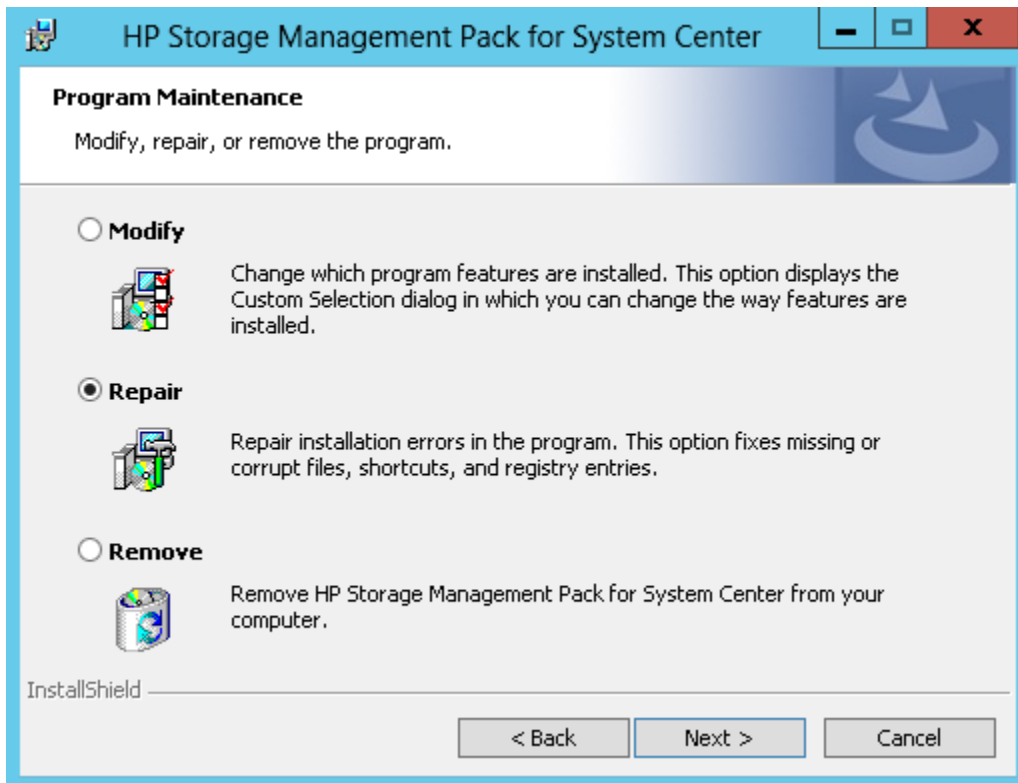 HP Storage Management Pack for System Center
Program Maintenance
Modify, repair, or remove the program.
Modify
Change which program features are installed. This option displays the
Custom Selection dialog in which you can change the way features are
installed.
Repair
Repair installation errors in the program. This option fixes missing or
corrupt files, shortcuts, and registry entries.
Remove
Remove HP Storage Management Pack for System Center from your
computer.
InstallShield
< Back
Next >
Cancel